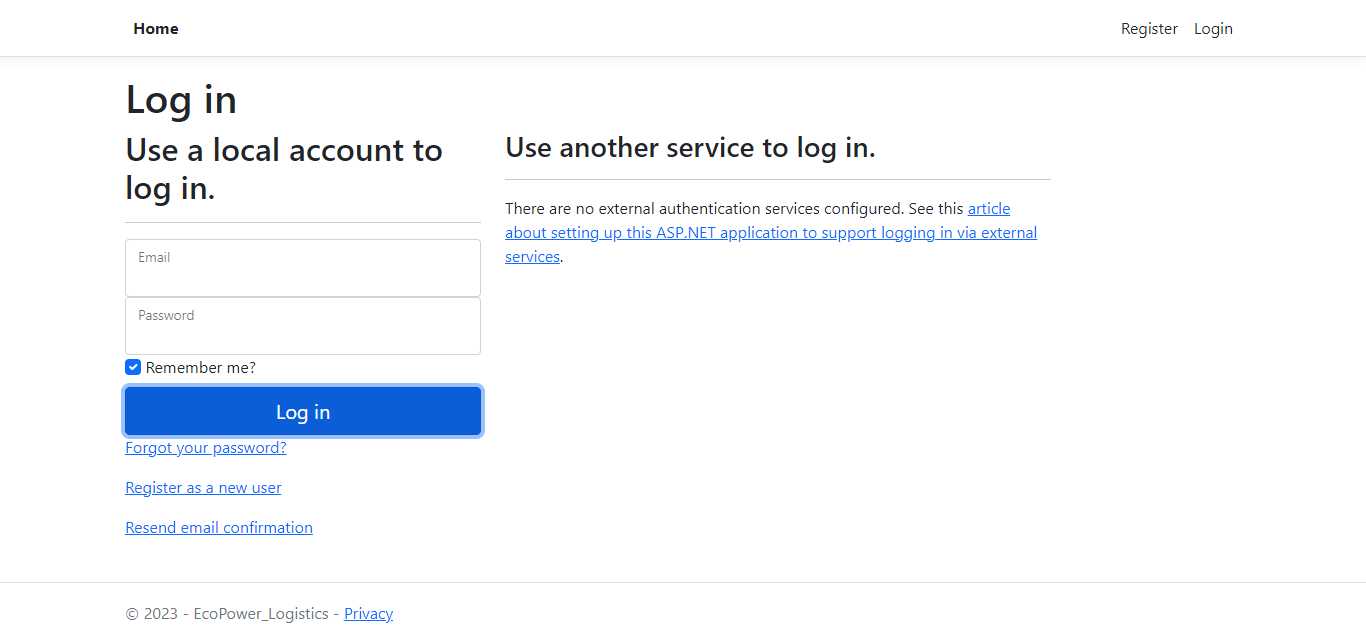 Home
Register
Login
Log in
Use a local account to
log in.
Email
Password
Remember me?
Log in
Forgot your password?
Register as a new user
Resend email confirmation
Use another service to log in.
There are no external authentication services configured. See this article
about setting up this ASP.NET application to support logging in via external
services.
© 2023 - EcoPower_Logistics - Privacy